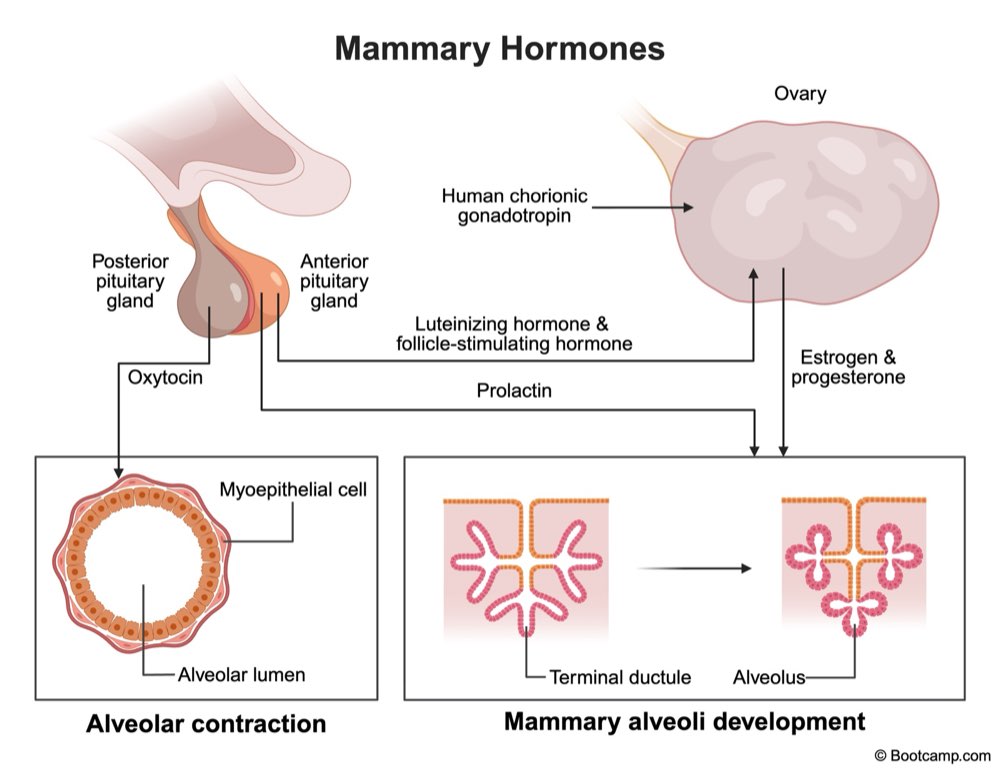 Mammary Hormones
Ovary
Human chorionic
gonadotropin
Posterior
pituitary
gland
Anterior
pituitary
gland
Luteinizing hormone &
follicle-stimulating hormone
Estrogen &
progesterone
Oxytocin
Prolactin
Myoepithelial cell
Alveolar lumen
Terminal ductule
Alveolus
Alveolar contraction
Mammary alveoli development
© Bootcamp.com